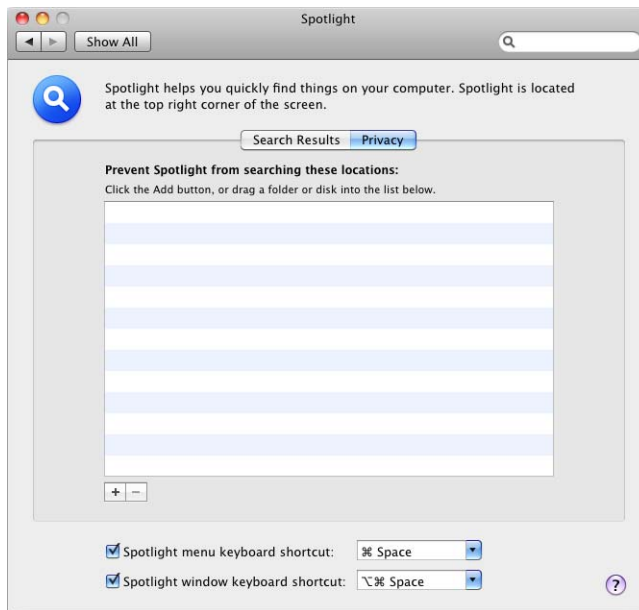 Spotlight
Show All
Spotlight helps you quickly find things on your computer. Spotlight is located
at the top right corner of the screen.
Search Results
Privacy
Prevent Spotlight from searching these locations:
Click the Add button, or drag a folder or disk into the list below.
+ −
Spotlight menu keyboard shortcut: ⌘ Space
Spotlight window keyboard shortcut: ⌥⌘ Space
?